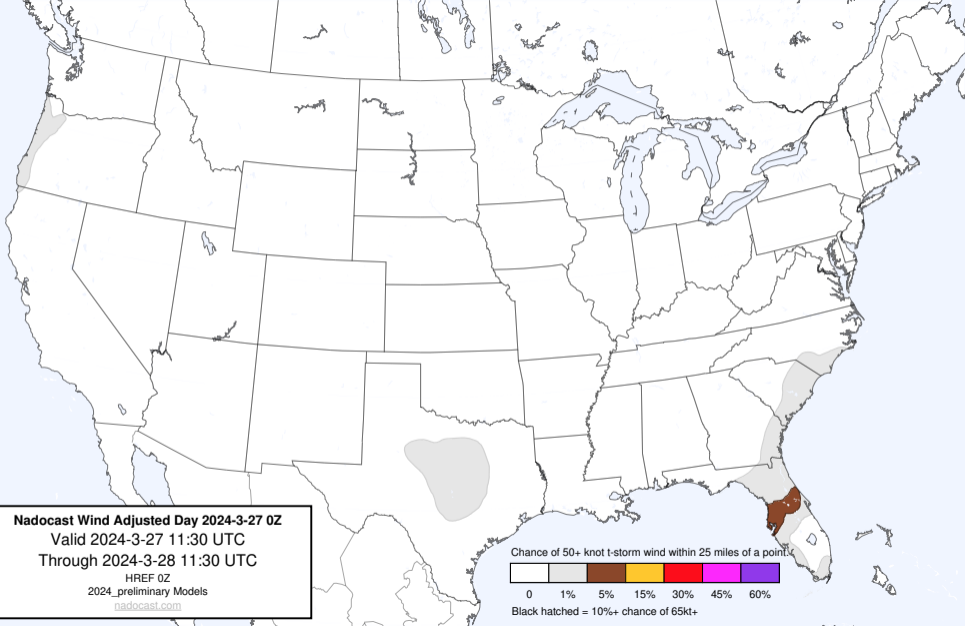 Nadocast Wind Adjusted Day 2024-3-27 0Z
Valid 2024-3-27 11:30 UTC
Through 2024-3-28 11:30 UTC
HREF 0Z
2024_preliminary Models
nadocast.com
Chance of 50+ knot t-storm wind within 25 miles of a point.
0 1% 5% 15% 30% 45% 60%
Black hatched = 10%+ chance of 65kt+